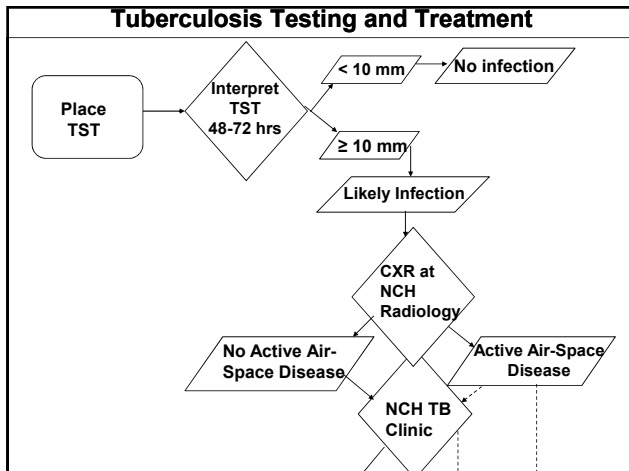 Tuberculosis Testing and Treatment
Place
TST
Interpret
TST
48-72 hrs
< 10 mm
No infection
≥ 10 mm
Likely Infection
CXR at
NCH
Radiology
No Active Air-
Space Disease
Active Air-Space
Disease
NCH TB
Clinic